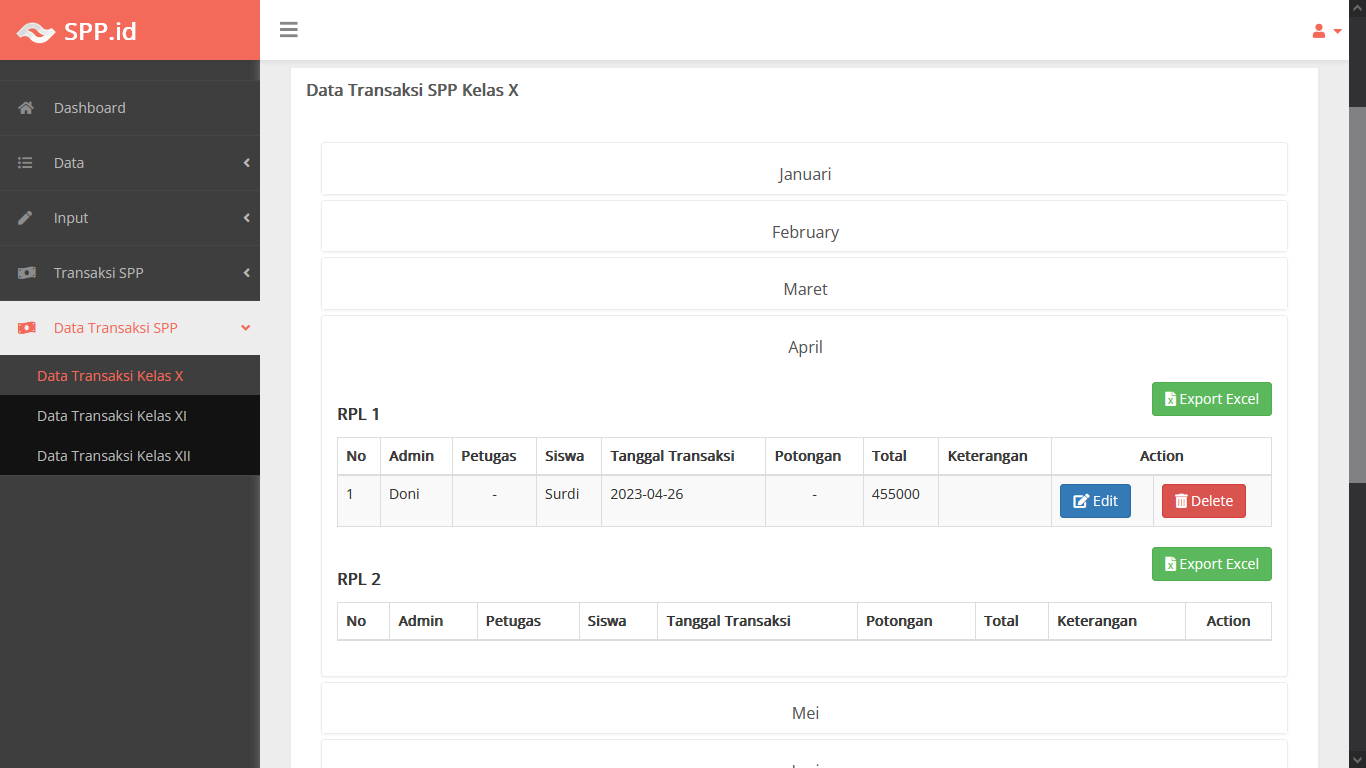 SPP.id
Dashboard
Data
Input
Transaksi SPP
Data Transaksi SPP
Data Transaksi Kelas X
Data Transaksi Kelas XI
Data Transaksi Kelas XII
Data Transaksi SPP Kelas X
Januari
February
Maret
April
Export Excel
RPL 1
No Admin Petugas Siswa Tanggal Transaksi Potongan Total Keterangan Action
1 Doni - Surdi 2023-04-26 - 455000 Edit Delete
Export Excel
RPL 2
No Admin Petugas Siswa Tanggal Transaksi Potongan Total Keterangan Action
Mei